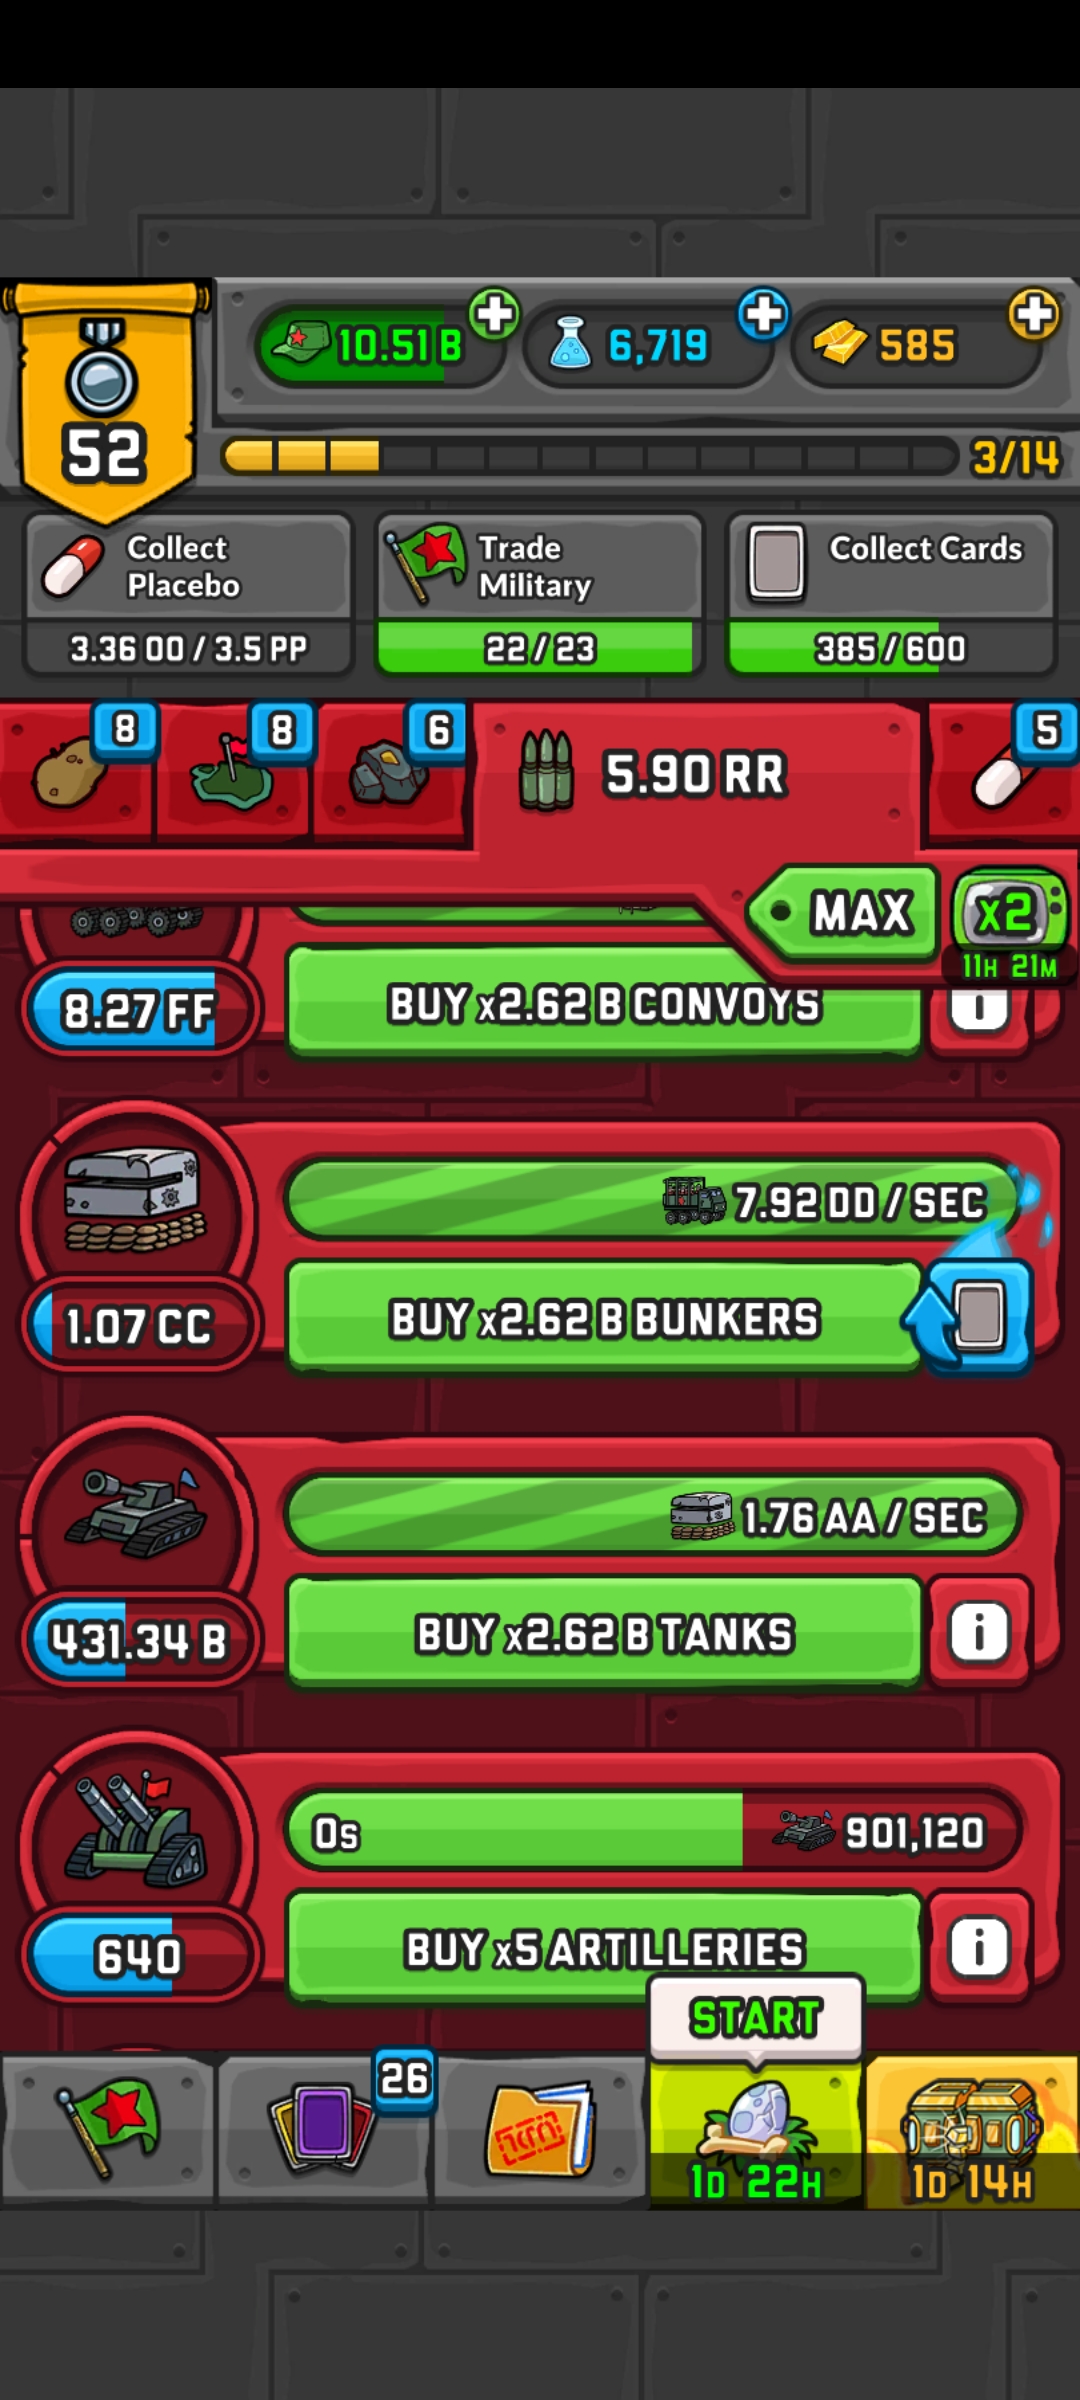 10.51 B
6,719
585
52
3/14
Collect Placebo
3.36 OO / 3.5 PP
Trade Military
22 / 23
Collect Cards
385 / 600
8
8
6
5.90 RR
5
MAX
x2
11H 21M
8.27 FF
BUY x2.62 B CONVOYS
i
7.92 DD / SEC
1.07 CC
BUY x2.62 B BUNKERS
1.76 AA / SEC
431.34 B
BUY x2.62 B TANKS
i
0s
901,120
640
BUY x5 ARTILLERIES
i
START
26
1D 22H
1D 14H